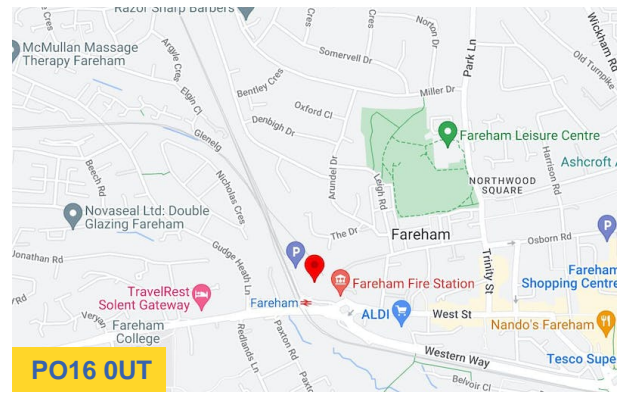 Razor Sharp Barbers
McMullan Massage
Therapy Fareham
Argyle Cres
Elgin Cl
Cres
Cres
Norton Dr
Park Ln
Wickham Rd
Old Turnpike
Somervell Dr
Bentley Cres
Miller Dr
Oxford Cl
Denbigh Dr
Glenelg
Fareham Leisure Centre
Harrison Rd
Ashcroft
Beech Rd
Nicholas Cres
Arundel Dr
Leigh Rd
NORTHWOOD
SQUARE
Novaseal Ltd: Double
Glazing Fareham
P
The Dr
Fareham
Osborn Rd
P
Jonathan Rd
Gudge Heath Ln
P
Trinity St
Fareham
Shopping Centre
Fareham Fire Station
TravelRest
Solent Gateway
Fareham
ALDI
West St
Nando's Fareham
Veryan
Fareham
College
Redlands Ln
Paxton Rd
Western Way
Tesco Supe
Belvoir Cl
PO16 0UT